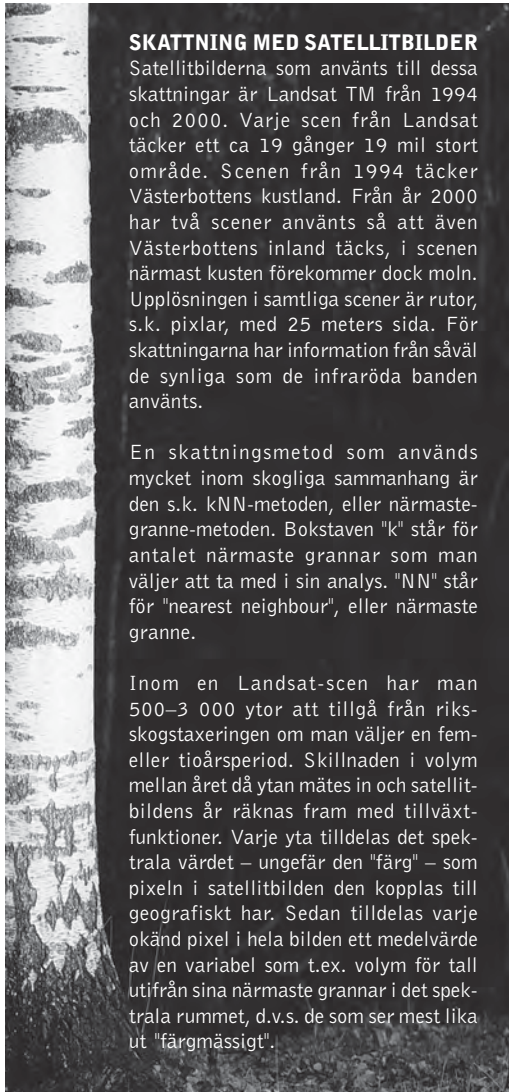 SKATTNING MED SATELLITBILDER
Satellitbilderna som använts till dessa
skattningar är Landsat TM från 1994
och 2000. Varje scen från Landsat
täcker ett ca 19 gånger 19 mil stort
område. Scenen från 1994 täcker
Västerbottens kustland. Från år 2000
har två scener använts så att även
Västerbottens inland täcks, i scenen
närmast kusten förekommer dock moln.
Upplösningen i samtliga scener är rutor,
s.k. pixlar, med 25 meters sida. För
skattningarna har information från såväl
de synliga som de infraröda banden
använts.

En skattningsmetod som används
mycket inom skogliga sammanhang är
den s.k. kNN-metoden, eller närmaste-
granne-metoden. Bokstaven "k" står för
antalet närmaste grannar som man
väljer att ta med i sin analys. "NN" står
för "nearest neighbour", eller närmaste
granne.

Inom en Landsat-scen har man
500–3 000 ytor att tillgå från riks-
skogstaxeringen om man väljer en fem-
eller tioårsperiod. Skillnaden i volym
mellan året då ytan mätes in och satellit-
bildens år räknas fram med tillväxt-
funktioner. Varje yta tilldelas det spek-
trala värdet – ungefär den "färg" – som
pixeln i satellitbilden den kopplas till
geografiskt har. Sedan tilldelas varje
okänd pixel i hela bilden ett medelvärde
av en variabel som t.ex. volym för tall
utifrån sina närmaste grannar i det spek-
trala rummet, d.v.s. de som ser mest lika
ut "färgmässigt".